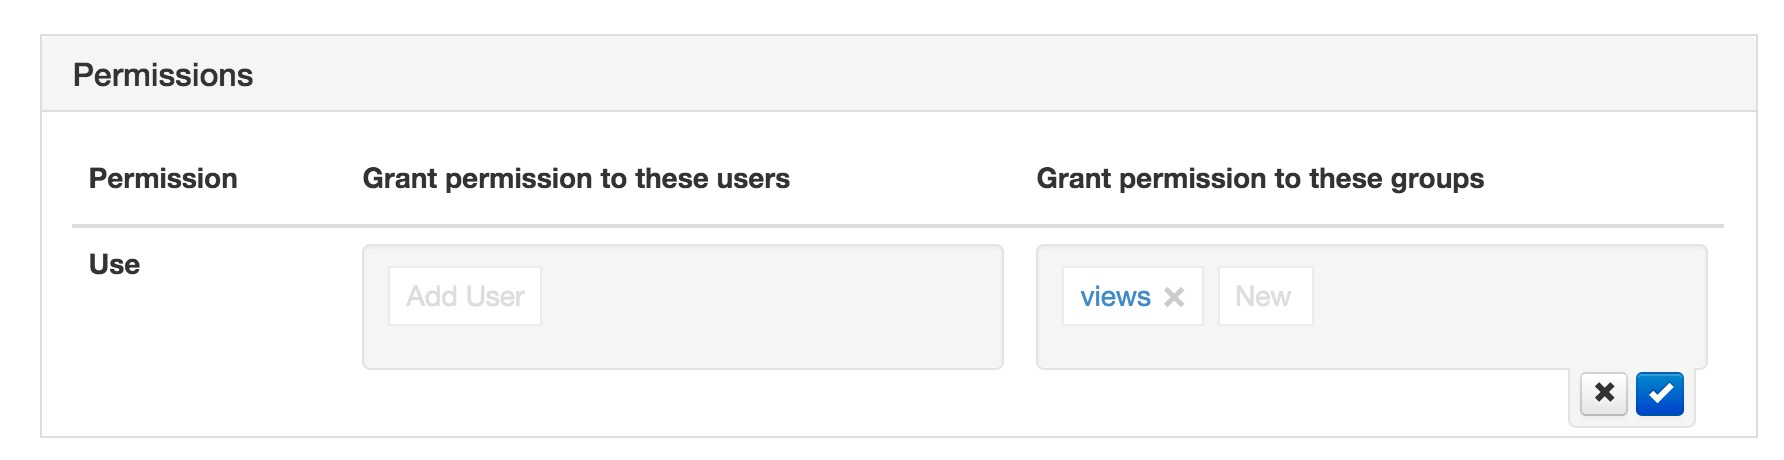 Permissions
Permission Grant permission to these users Grant permission to these groups
Use Add User views New